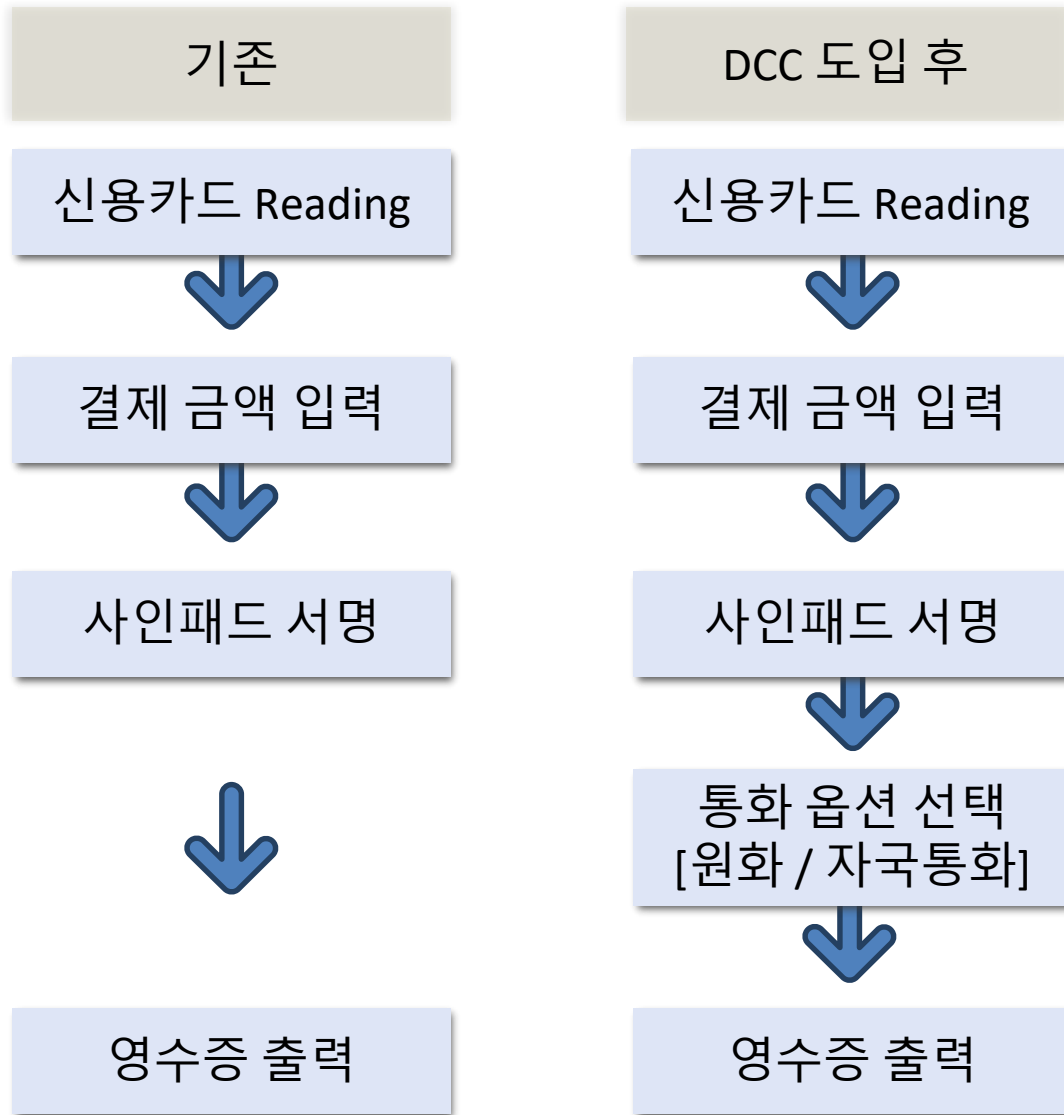 기존
신용카드 Reading
결제 금액 입력
사인패드 서명
영수증 출력
DCC 도입 후
신용카드 Reading
결제 금액 입력
사인패드 서명
통화 옵션 선택
[원화 / 자국통화]
영수증 출력